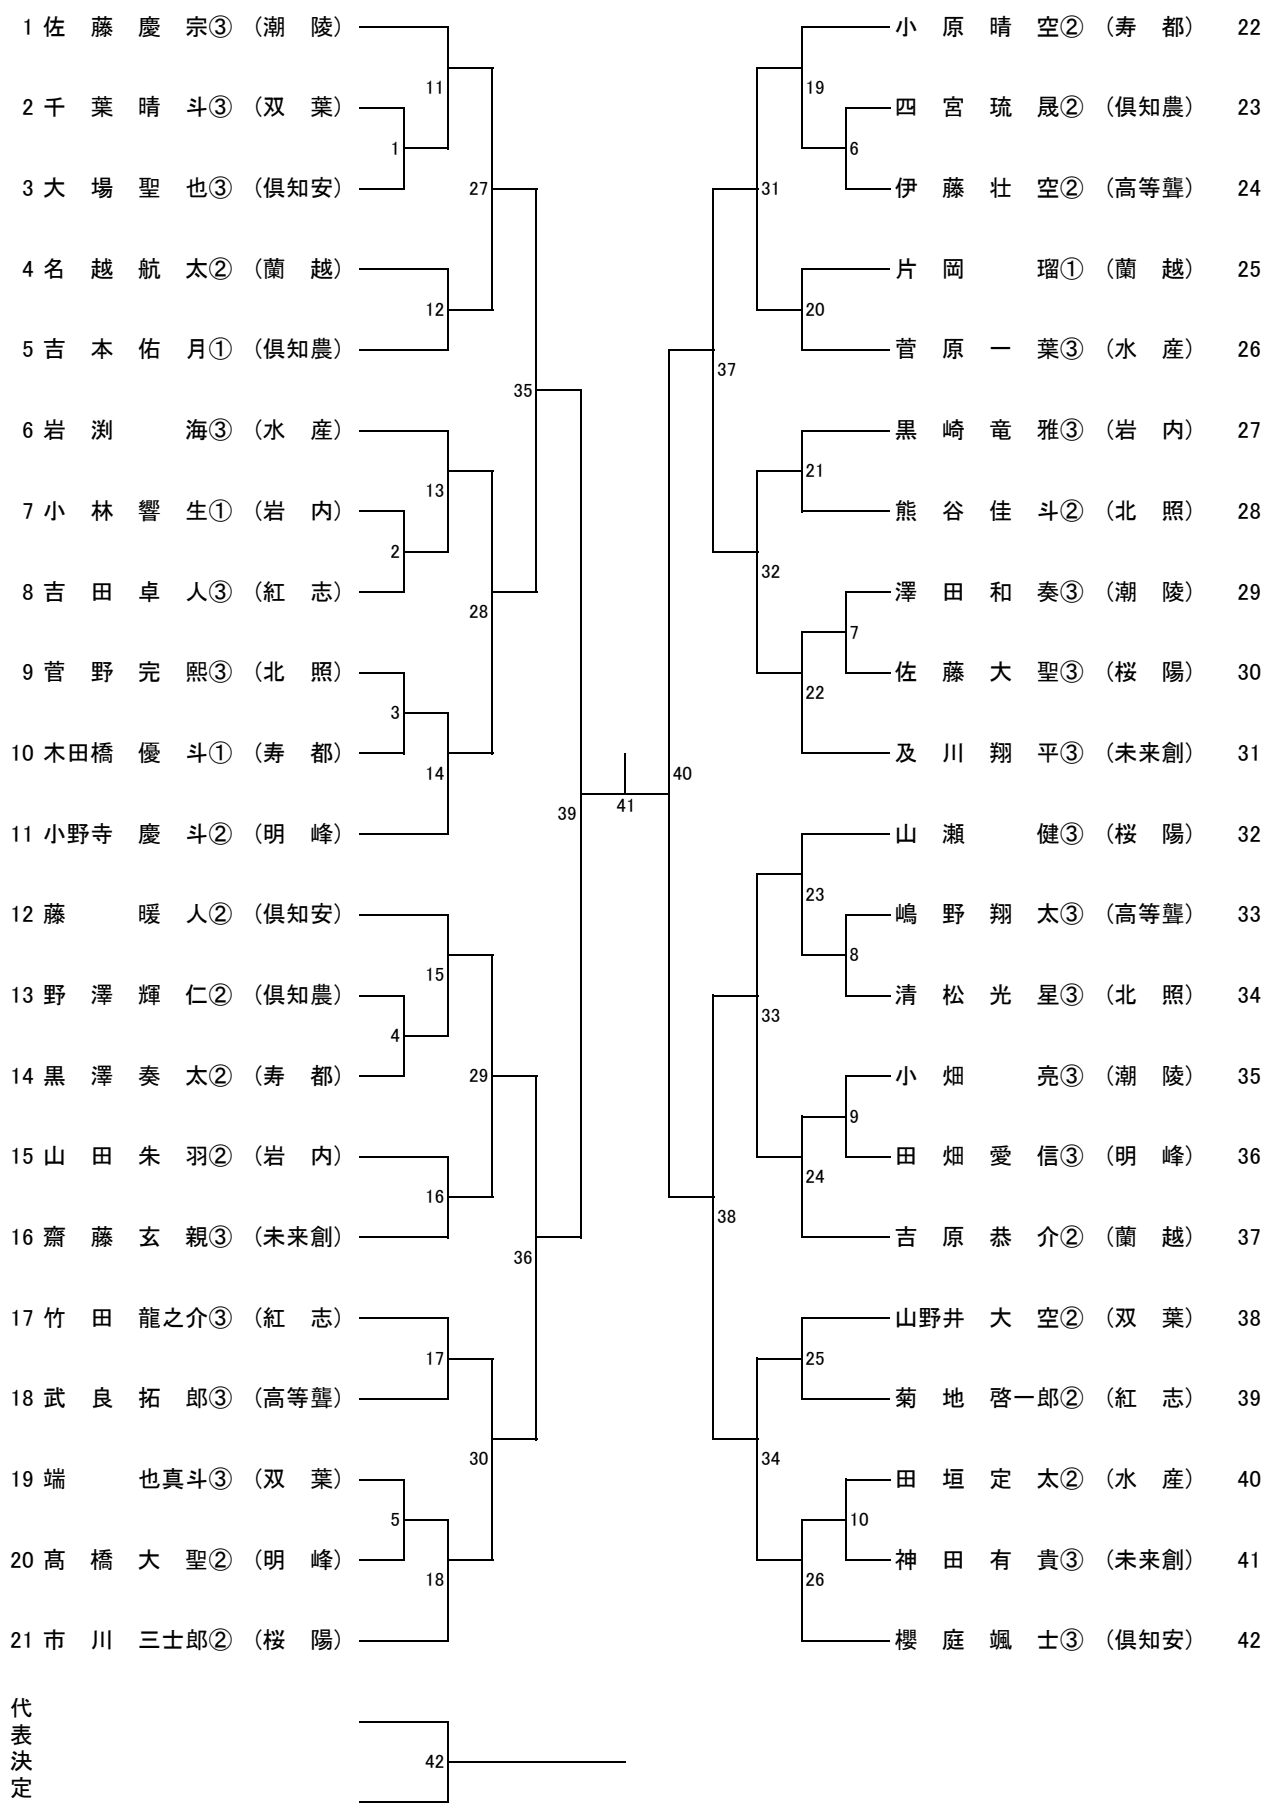 1 佐 藤 慶 宗③ （潮 陵）
2 千 葉 晴 斗③ （双 葉）
3 大 場 聖 也③ （倶知安）
4 名 越 航 太② （蘭 越）
5 吉 本 佑 月① （倶知農）
6 岩 渕 海③ （水 産）
7 小 林 響 生① （岩 内）
8 吉 田 卓 人③ （紅 志）
9 菅 野 完 熙③ （北 照）
10 木田橋 優 斗① （寿 都）
11 小野寺 慶 斗② （明 峰）
12 藤 暖 人② （倶知安）
13 野 澤 輝 仁② （倶知農）
14 黒 澤 奏 太② （寿 都）
15 山 田 朱 羽② （岩 内）
16 齋 藤 玄 親③ （未来創）
17 竹 田 龍之介③ （紅 志）
18 武 良 拓 郎③ （高等聾）
19 端 也真斗③ （双 葉）
20 髙 橋 大 聖② （明 峰）
21 市 川 三士郎② （桜 陽）
1
2
3
4
5
11
12
13
14
15
16
17
18
27
28
29
30
35
36
39
41
40
37
38
31
32
33
34
19
20
21
22
23
24
25
26
6
7
8
9
10
小 原 晴 空② （寿 都） 22
四 宮 琉 晟② （倶知農） 23
伊 藤 壮 空② （高等聾） 24
片 岡 瑠① （蘭 越） 25
菅 原 一 葉③ （水 産） 26
黒 崎 竜 雅③ （岩 内） 27
熊 谷 佳 斗② （北 照） 28
澤 田 和 奏③ （潮 陵） 29
佐 藤 大 聖③ （桜 陽） 30
及 川 翔 平③ （未来創） 31
山 瀬 健③ （桜 陽） 32
嶋 野 翔 太③ （高等聾） 33
清 松 光 星③ （北 照） 34
小 畑 亮③ （潮 陵） 35
田 畑 愛 信③ （明 峰） 36
吉 原 恭 介② （蘭 越） 37
山野井 大 空② （双 葉） 38
菊 地 啓一郎② （紅 志） 39
田 垣 定 太② （水 産） 40
神 田 有 貴③ （未来創） 41
櫻 庭 颯 士③ （倶知安） 42
代表決定
42